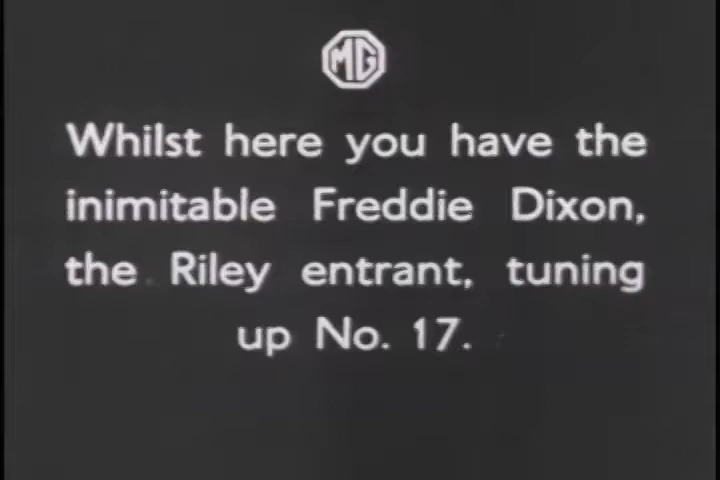 MG
Whilst here you have the
inimitable Freddie Dixon,
the Riley entrant, tuning
up No. 17.